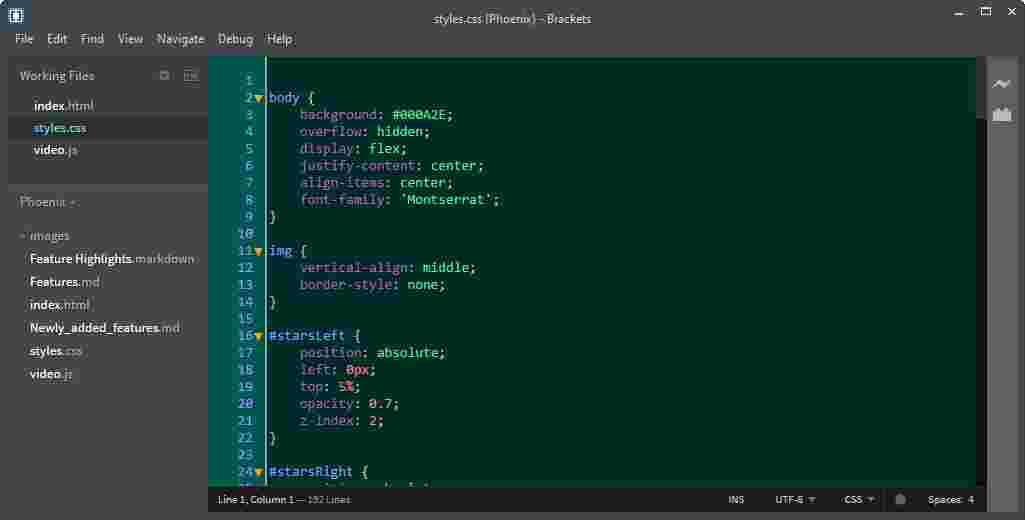 styles.css (Phoenix) - Brackets
File Edit Find View Navigate Debug Help
Working Files
index.html
styles.css
video.js
Phoenix
images
Feature Highlights.markdown
Features.md
index.html
Newly_added_features.md
styles.css
video.js
1
2 body {
3     background: #000A2E;
4     overflow: hidden;
5     display: flex;
6     justify-content: center;
7     align-items: center;
8     font-family: 'Montserrat';
9 }
10
11 img {
12     vertical-align: middle;
13     border-style: none;
14 }
15
16 #starsLeft {
17     position: absolute;
18     left: 0px;
19     top: 5%;
20     opacity: 0.7;
21     z-index: 2;
22 }
23
24 #starsRight {
Line 1, Column 1 — 192 Lines INS UTF-8 CSS Spaces: 4